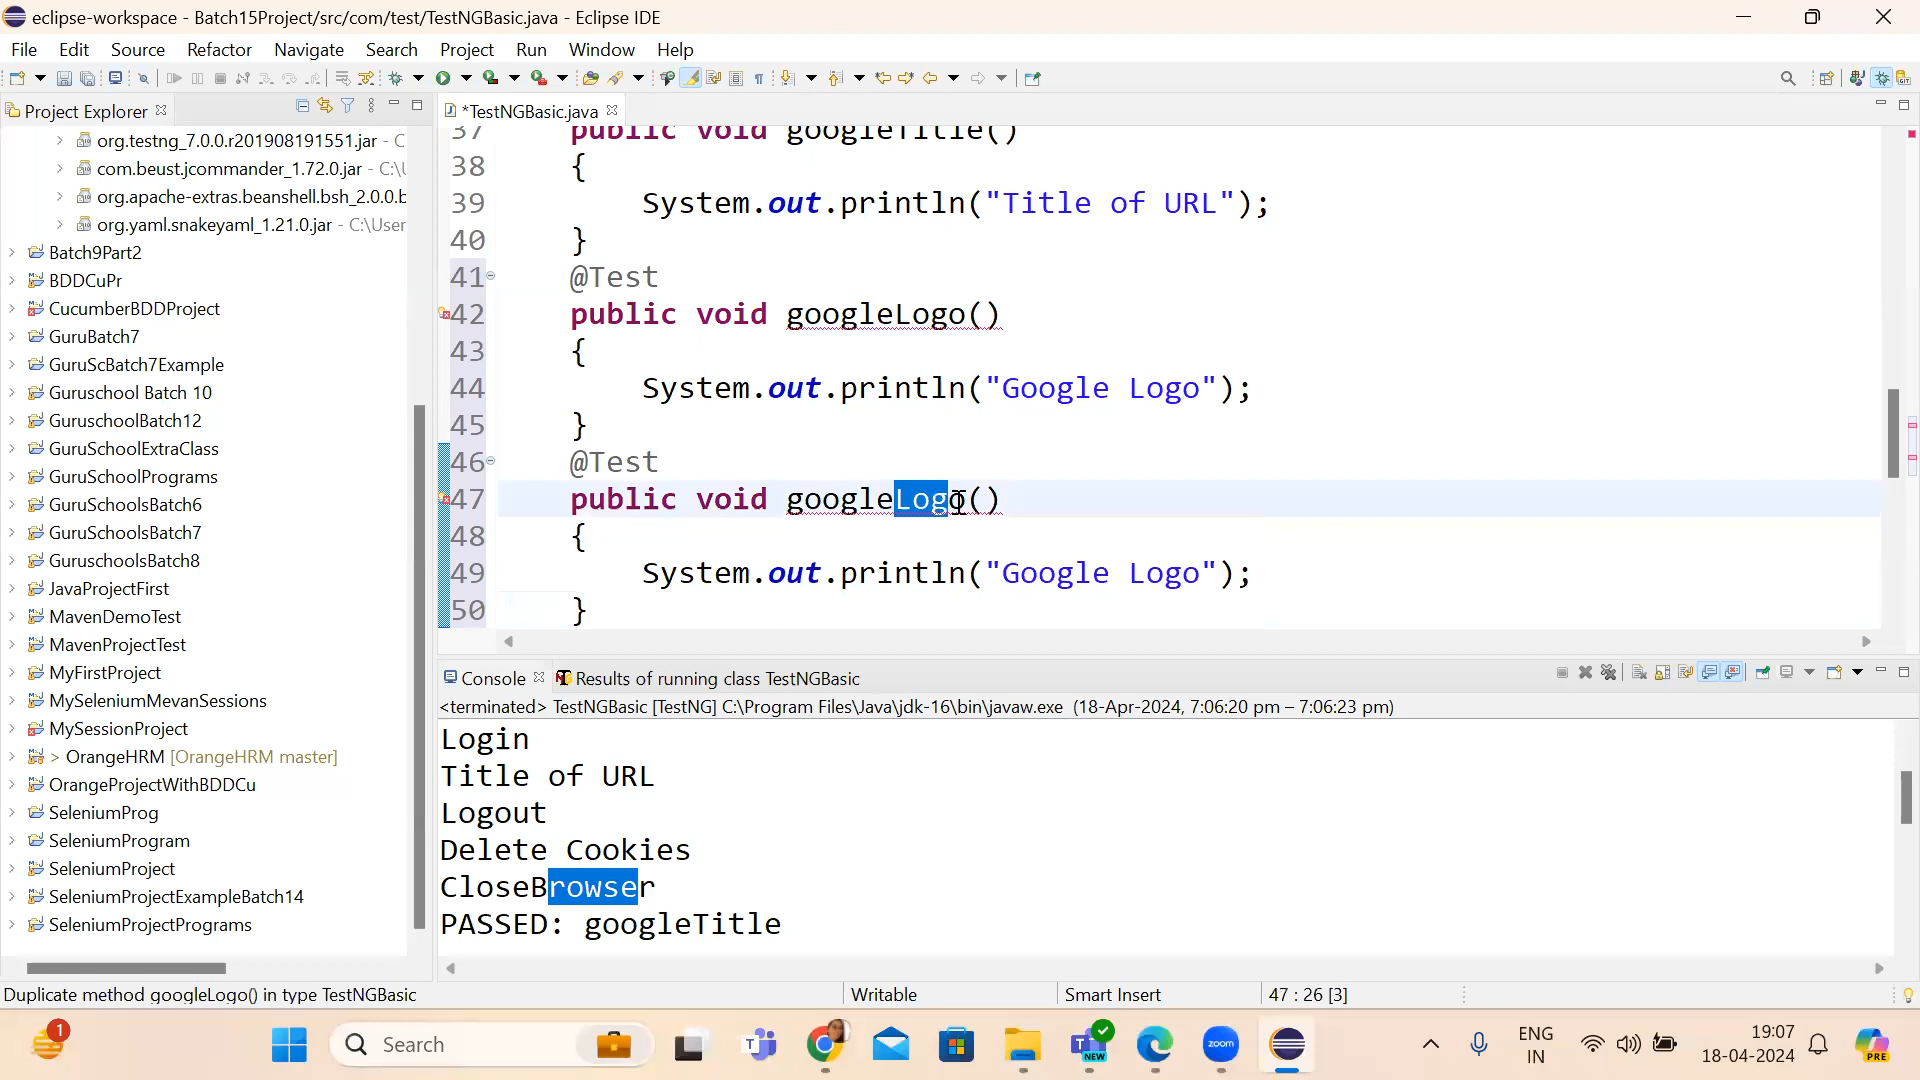 eclipse-workspace - Batch15Project/src/com/test/TestNGBasic.java - Eclipse IDE
File Edit Source Refactor Navigate Search Project Run Window Help
Project Explorer
*TestNGBasic.java
org.testng_7.0.0.r201908191551.jar - C
com.beust.jcommander_1.72.0.jar - C:\U
org.apache-extras.beanshell.bsh_2.0.0.b
org.yaml.snakeyaml_1.21.0.jar - C:\User
Batch9Part2
BDDCuPr
CucumberBDDProject
GuruBatch7
GuruScBatch7Example
Guruschool Batch 10
GuruschoolBatch12
GuruSchoolExtraClass
GuruSchoolPrograms
GuruSchoolsBatch6
GuruSchoolsBatch7
GuruschoolsBatch8
JavaProjectFirst
MavenDemoTest
MavenProjectTest
MyFirstProject
MySeleniumMevanSessions
MySessionProject
> OrangeHRM [OrangeHRM master]
OrangeProjectWithBDDCu
SeleniumProg
SeleniumProgram
SeleniumProject
SeleniumProjectExampleBatch14
SeleniumProjectPrograms
37 public void googleTitle()
38 {
39 System.out.println("Title of URL");
40 }
41 @Test
42 public void googleLogo()
43 {
44 System.out.println("Google Logo");
45 }
46 @Test
47 public void googleLogo()
48 {
49 System.out.println("Google Logo");
50 }
Console Results of running class TestNGBasic
<terminated> TestNGBasic [TestNG] C:\Program Files\Java\jdk-16\bin\javaw.exe (18-Apr-2024, 7:06:20 pm – 7:06:23 pm)
Login
Title of URL
Logout
Delete Cookies
CloseBrowser
PASSED: googleTitle
Duplicate method googleLogo() in type TestNGBasic Writable Smart Insert 47 : 26 [3]
1
Search
NEW
zoom
ENG
IN
19:07
18-04-2024
PRE